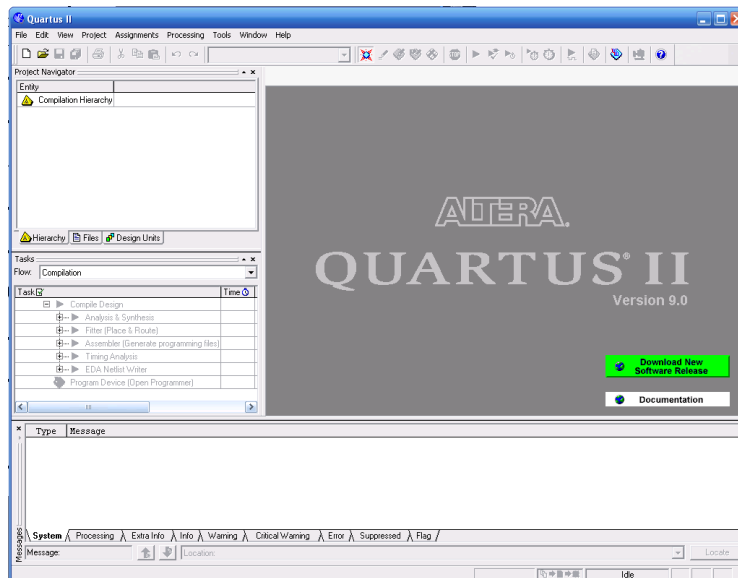 Quartus II
File Edit View Project Assignments Processing Tools Window Help
Project Navigator
Entity
Compilation Hierarchy
Hierarchy Files Design Units
Tasks
Flow: Compilation
Task Time
Compile Design
Analysis & Synthesis
Fitter (Place & Route)
Assembler (Generate programming files)
Timing Analysis
EDA Netlist Writer
Program Device (Open Programmer)
ALTERA.
QUARTUS® II
Version 9.0
Download New
Software Release
Documentation
Type Message
System Processing Extra Info Info Warning Critical Warning Error Suppressed Flag
Messages
Message: Location: Locate
Idle